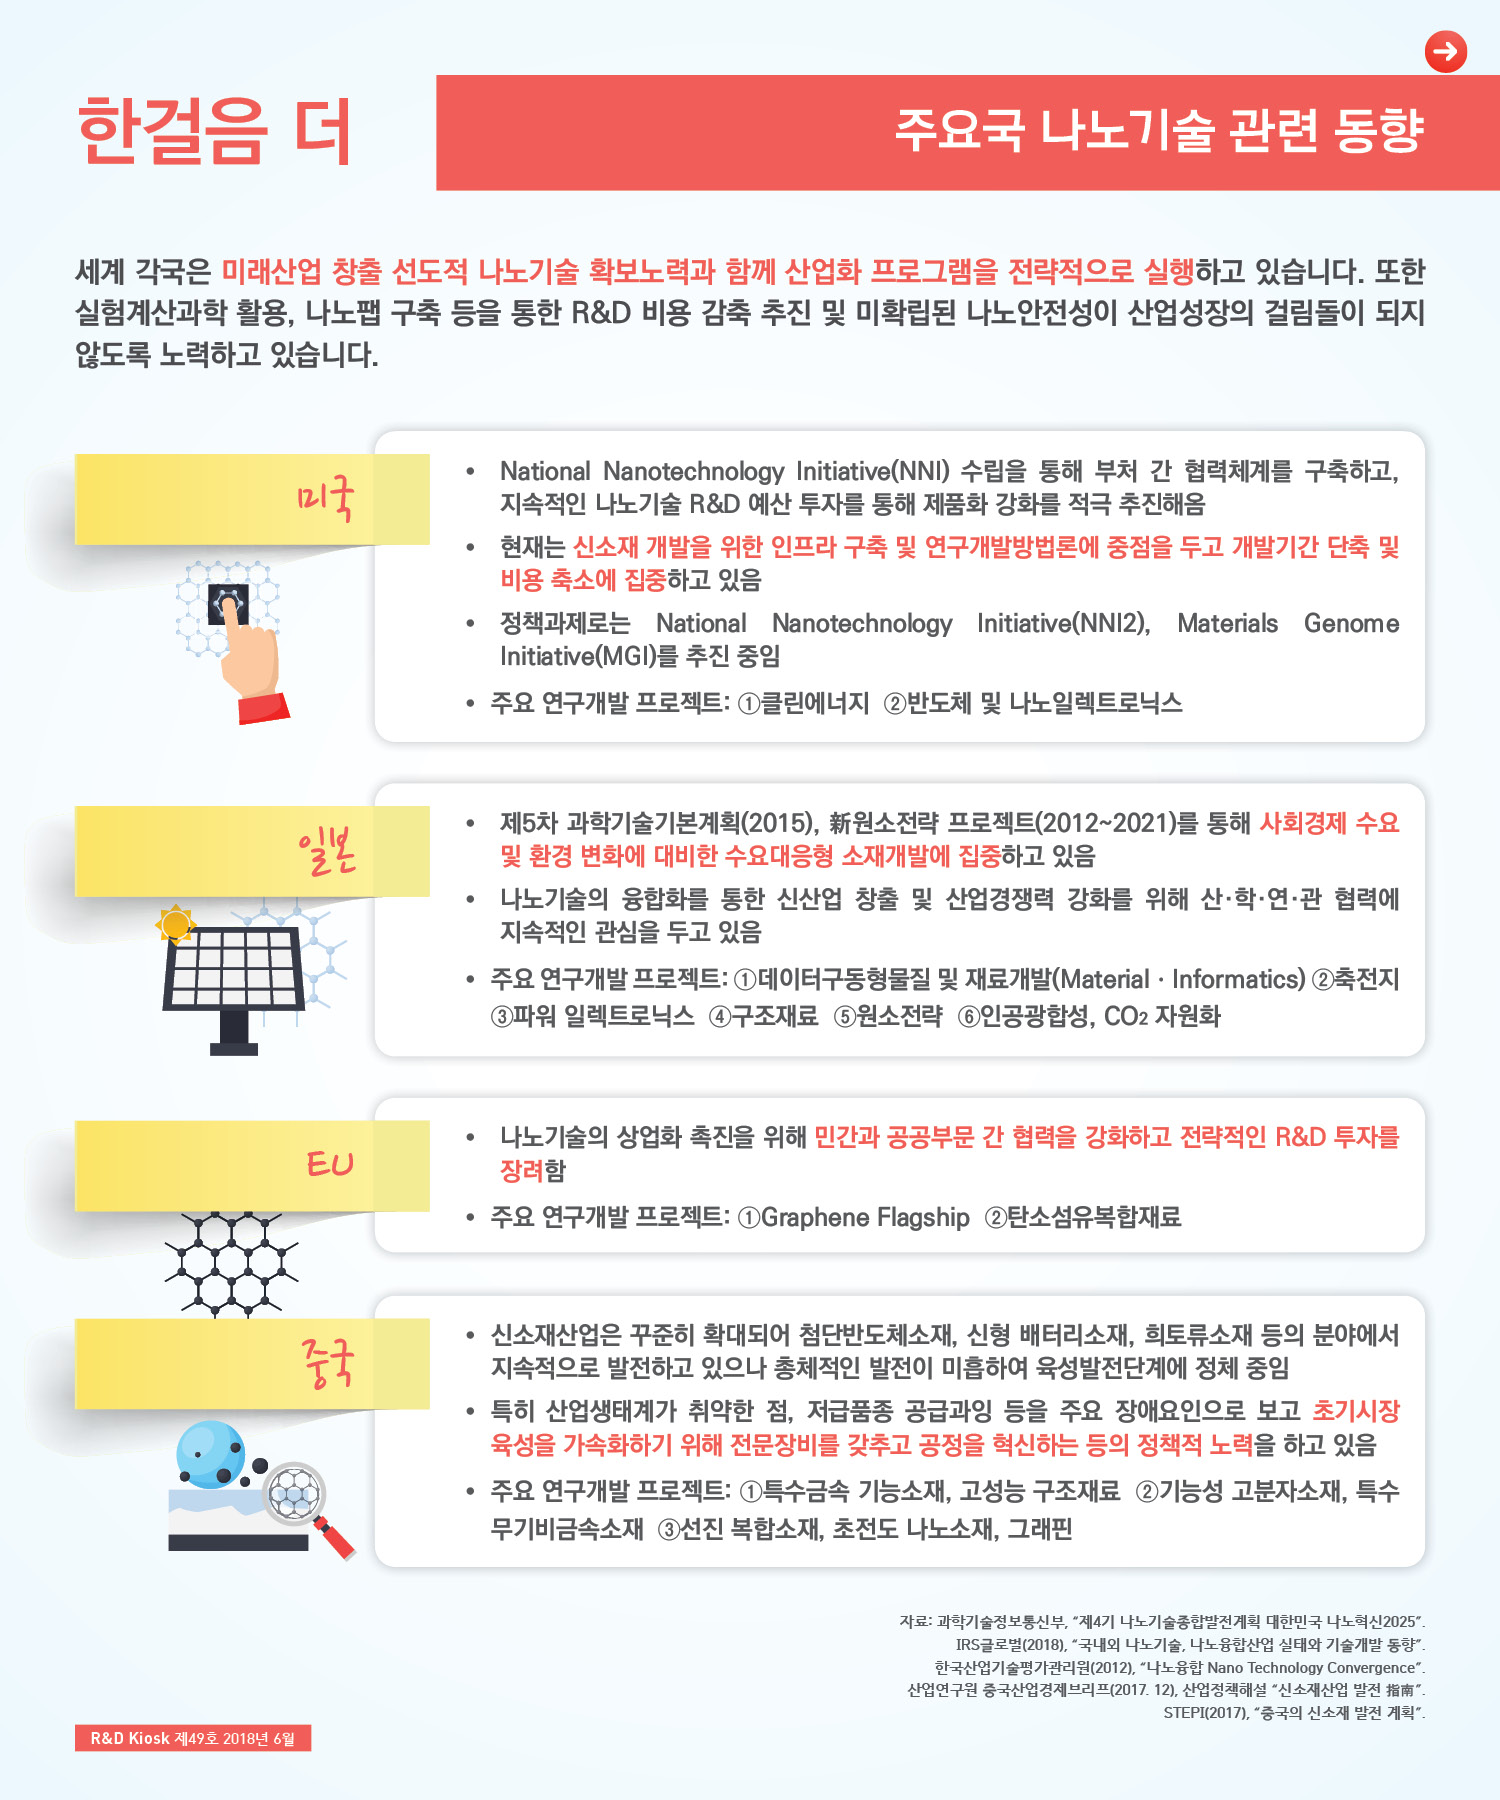 한걸음 더
주요국 나노기술 관련 동향
세계 각국은 미래산업 창출 선도적 나노기술 확보노력과 함께 산업화 프로그램을 전략적으로 실행하고 있습니다. 또한
실험계산과학 활용, 나노팹 구축 등을 통한 R&D 비용 감축 추진 및 미확립된 나노안전성이 산업성장의 걸림돌이 되지
않도록 노력하고 있습니다.
미국
• National Nanotechnology Initiative(NNI) 수립을 통해 부처 간 협력체계를 구축하고,
지속적인 나노기술 R&D 예산 투자를 통해 제품화 강화를 적극 추진해옴
• 현재는 신소재 개발을 위한 인프라 구축 및 연구개발방법론에 중점을 두고 개발기간 단축 및
비용 축소에 집중하고 있음
• 정책과제로는 National Nanotechnology Initiative(NNI2), Materials Genome
Initiative(MGI)를 추진 중임
• 주요 연구개발 프로젝트: ①클린에너지 ②반도체 및 나노일렉트로닉스
일본
• 제5차 과학기술기본계획(2015), 新원소전략 프로젝트(2012~2021)를 통해 사회경제 수요
및 환경 변화에 대비한 수요대응형 소재개발에 집중하고 있음
• 나노기술의 융합화를 통한 신산업 창출 및 산업경쟁력 강화를 위해 산·학·연·관 협력에
지속적인 관심을 두고 있음
• 주요 연구개발 프로젝트: ①데이터구동형물질 및 재료개발(Material · Informatics) ②축전지
③파워 일렉트로닉스 ④구조재료 ⑤원소전략 ⑥인공광합성, CO₂ 자원화
EU
• 나노기술의 상업화 촉진을 위해 민간과 공공부문 간 협력을 강화하고 전략적인 R&D 투자를
장려함
• 주요 연구개발 프로젝트: ①Graphene Flagship ②탄소섬유복합재료
중국
• 신소재산업은 꾸준히 확대되어 첨단반도체소재, 신형 배터리소재, 희토류소재 등의 분야에서
지속적으로 발전하고 있으나 총체적인 발전이 미흡하여 육성발전단계에 정체 중임
• 특히 산업생태계가 취약한 점, 저급품종 공급과잉 등을 주요 장애요인으로 보고 초기시장
육성을 가속화하기 위해 전문장비를 갖추고 공정을 혁신하는 등의 정책적 노력을 하고 있음
• 주요 연구개발 프로젝트: ①특수금속 기능소재, 고성능 구조재료 ②기능성 고분자소재, 특수
무기비금속소재 ③선진 복합소재, 초전도 나노소재, 그래핀
자료: 과학기술정보통신부, “제4기 나노기술종합발전계획 대한민국 나노혁신2025”.
IRS글로벌(2018), “국내외 나노기술, 나노융합산업 실태와 기술개발 동향”.
한국산업기술평가관리원(2012), “나노융합 Nano Technology Convergence”.
산업연구원 중국산업경제브리프(2017. 12), 산업정책해설 “신소재산업 발전 指南”.
STEPI(2017), “중국의 신소재 발전 계획”.
R&D Kiosk 제49호 2018년 6월